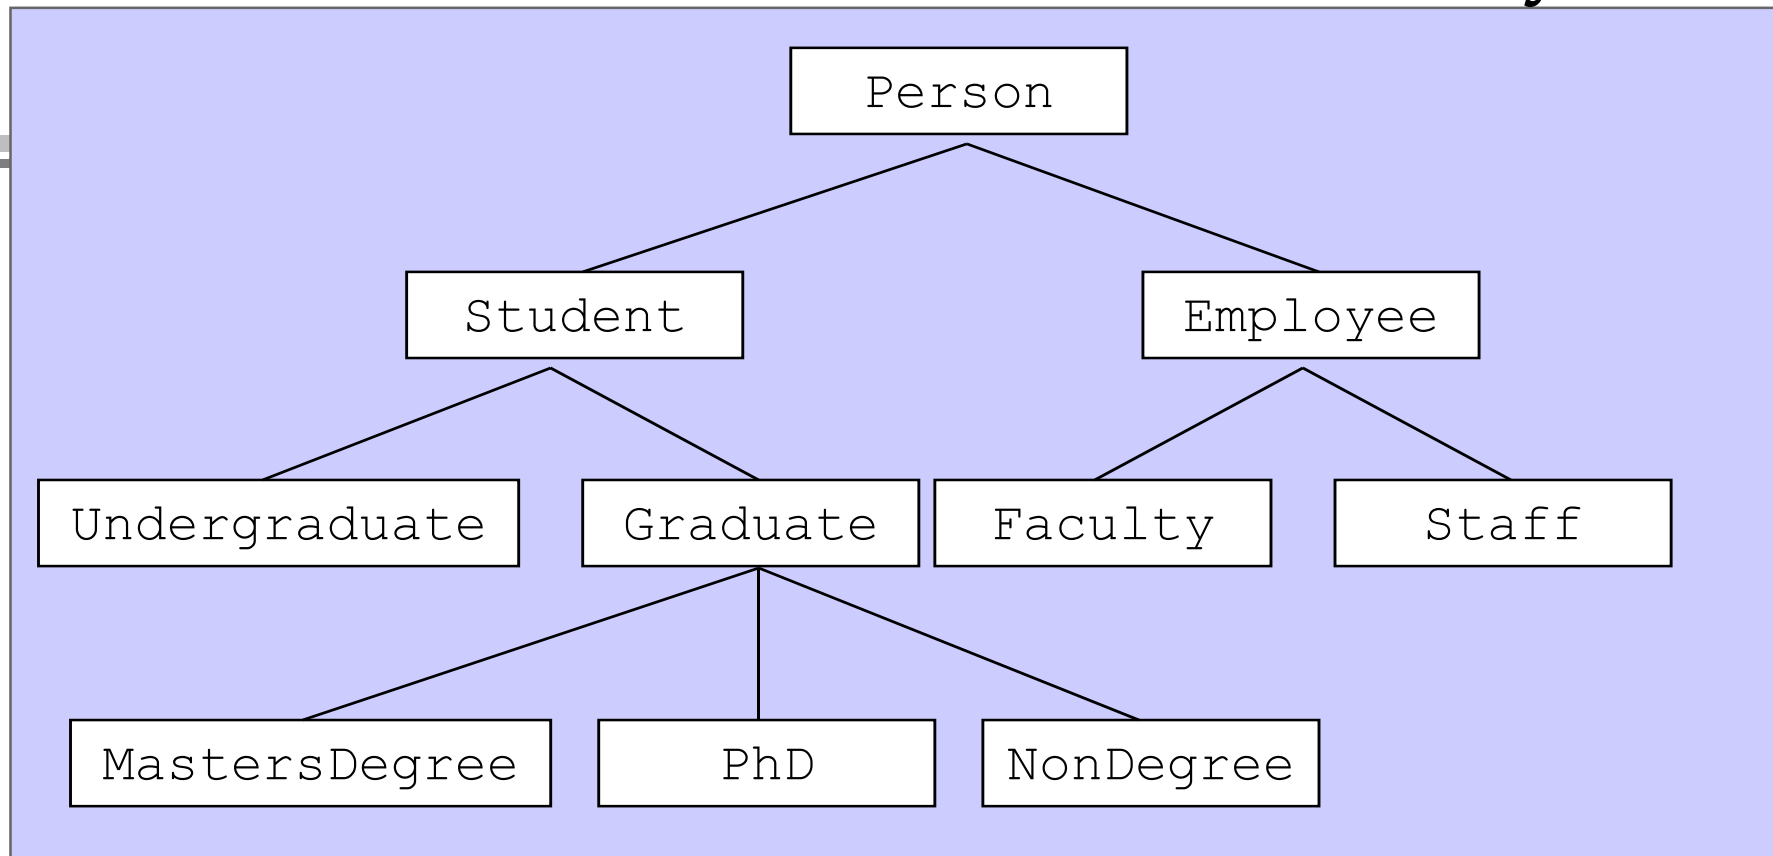 Person
Student Employee
Undergraduate Graduate Faculty Staff
MastersDegree PhD NonDegree